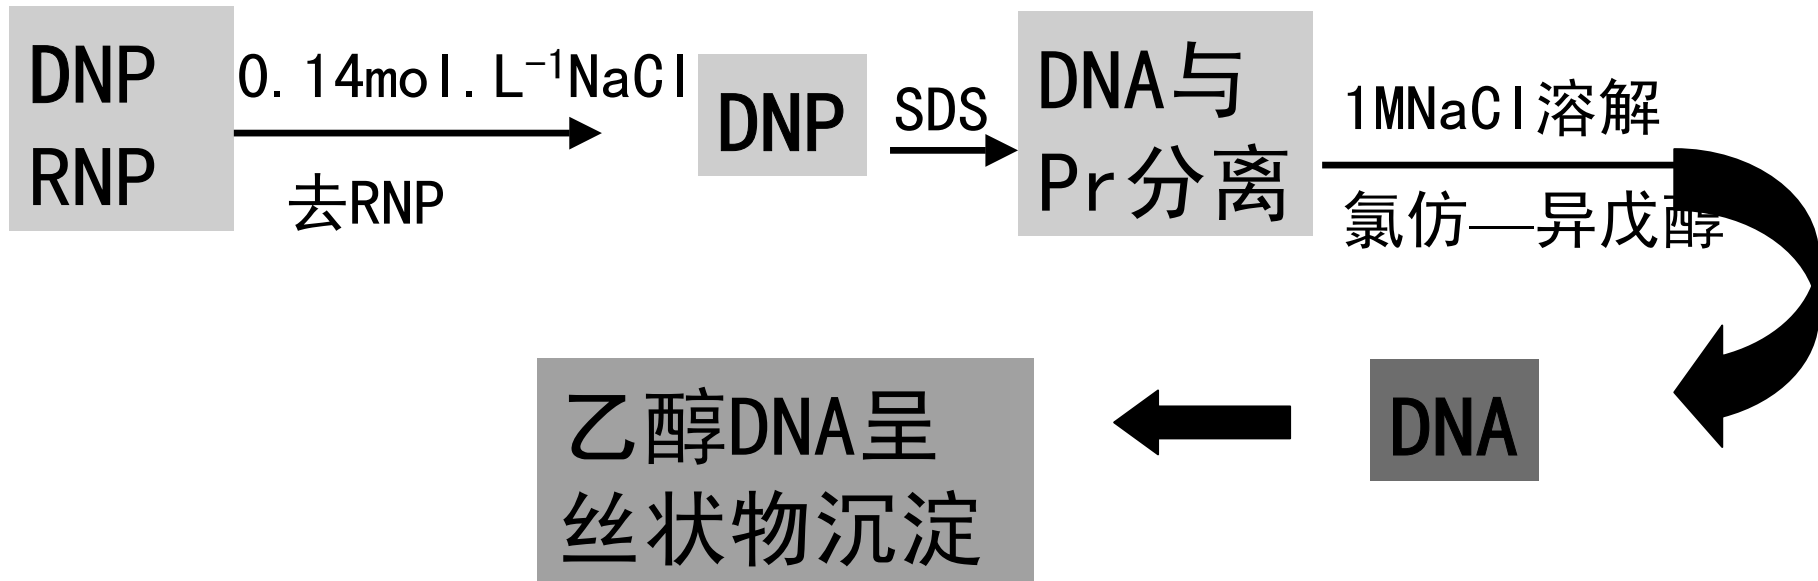 DNP
RNP
0.14mol.L⁻¹NaCl
去RNP
DNP
SDS
DNA与
Pr分离
1MNaCl溶解
氯仿—异戊醇
DNA
乙醇DNA呈
丝状物沉淀